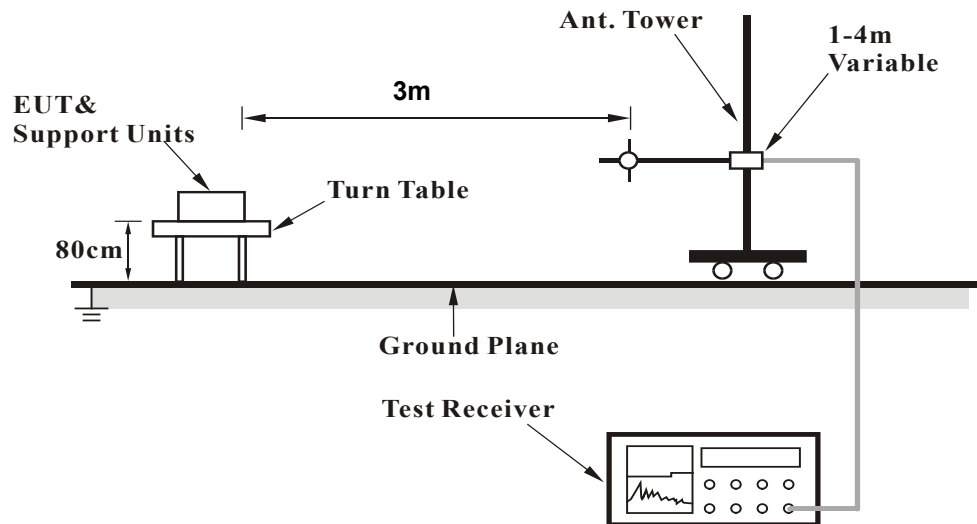 Ant. Tower
1-4m
Variable
3m
EUT&
Support Units
Turn Table
80cm
Ground Plane
Test Receiver